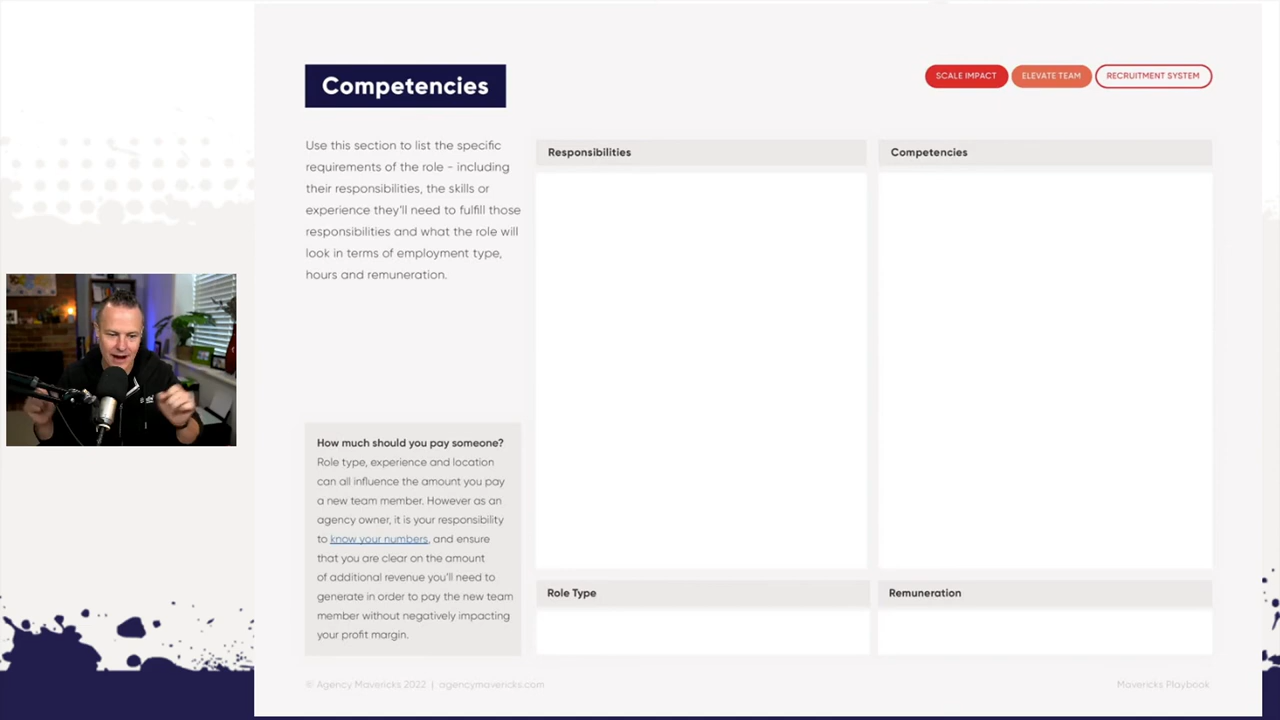 Competencies
SCALE IMPACT
ELEVATE TEAM
RECRUITMENT SYSTEM
Use this section to list the specific
requirements of the role - including
their responsibilities, the skills or
experience they'll need to fulfill those
responsibilities and what the role will
look in terms of employment type,
hours and remuneration.
How much should you pay someone?
Role type, experience and location
can all influence the amount you pay
a new team member. However as an
agency owner, it is your responsibility
to know your numbers, and ensure
that you are clear on the amount
of additional revenue you'll need to
generate in order to pay the new team
member without negatively impacting
your profit margin.
Responsibilities
Competencies
Role Type
Remuneration
© Agency Mavericks 2022 | agencymavericks.com
Mavericks Playbook